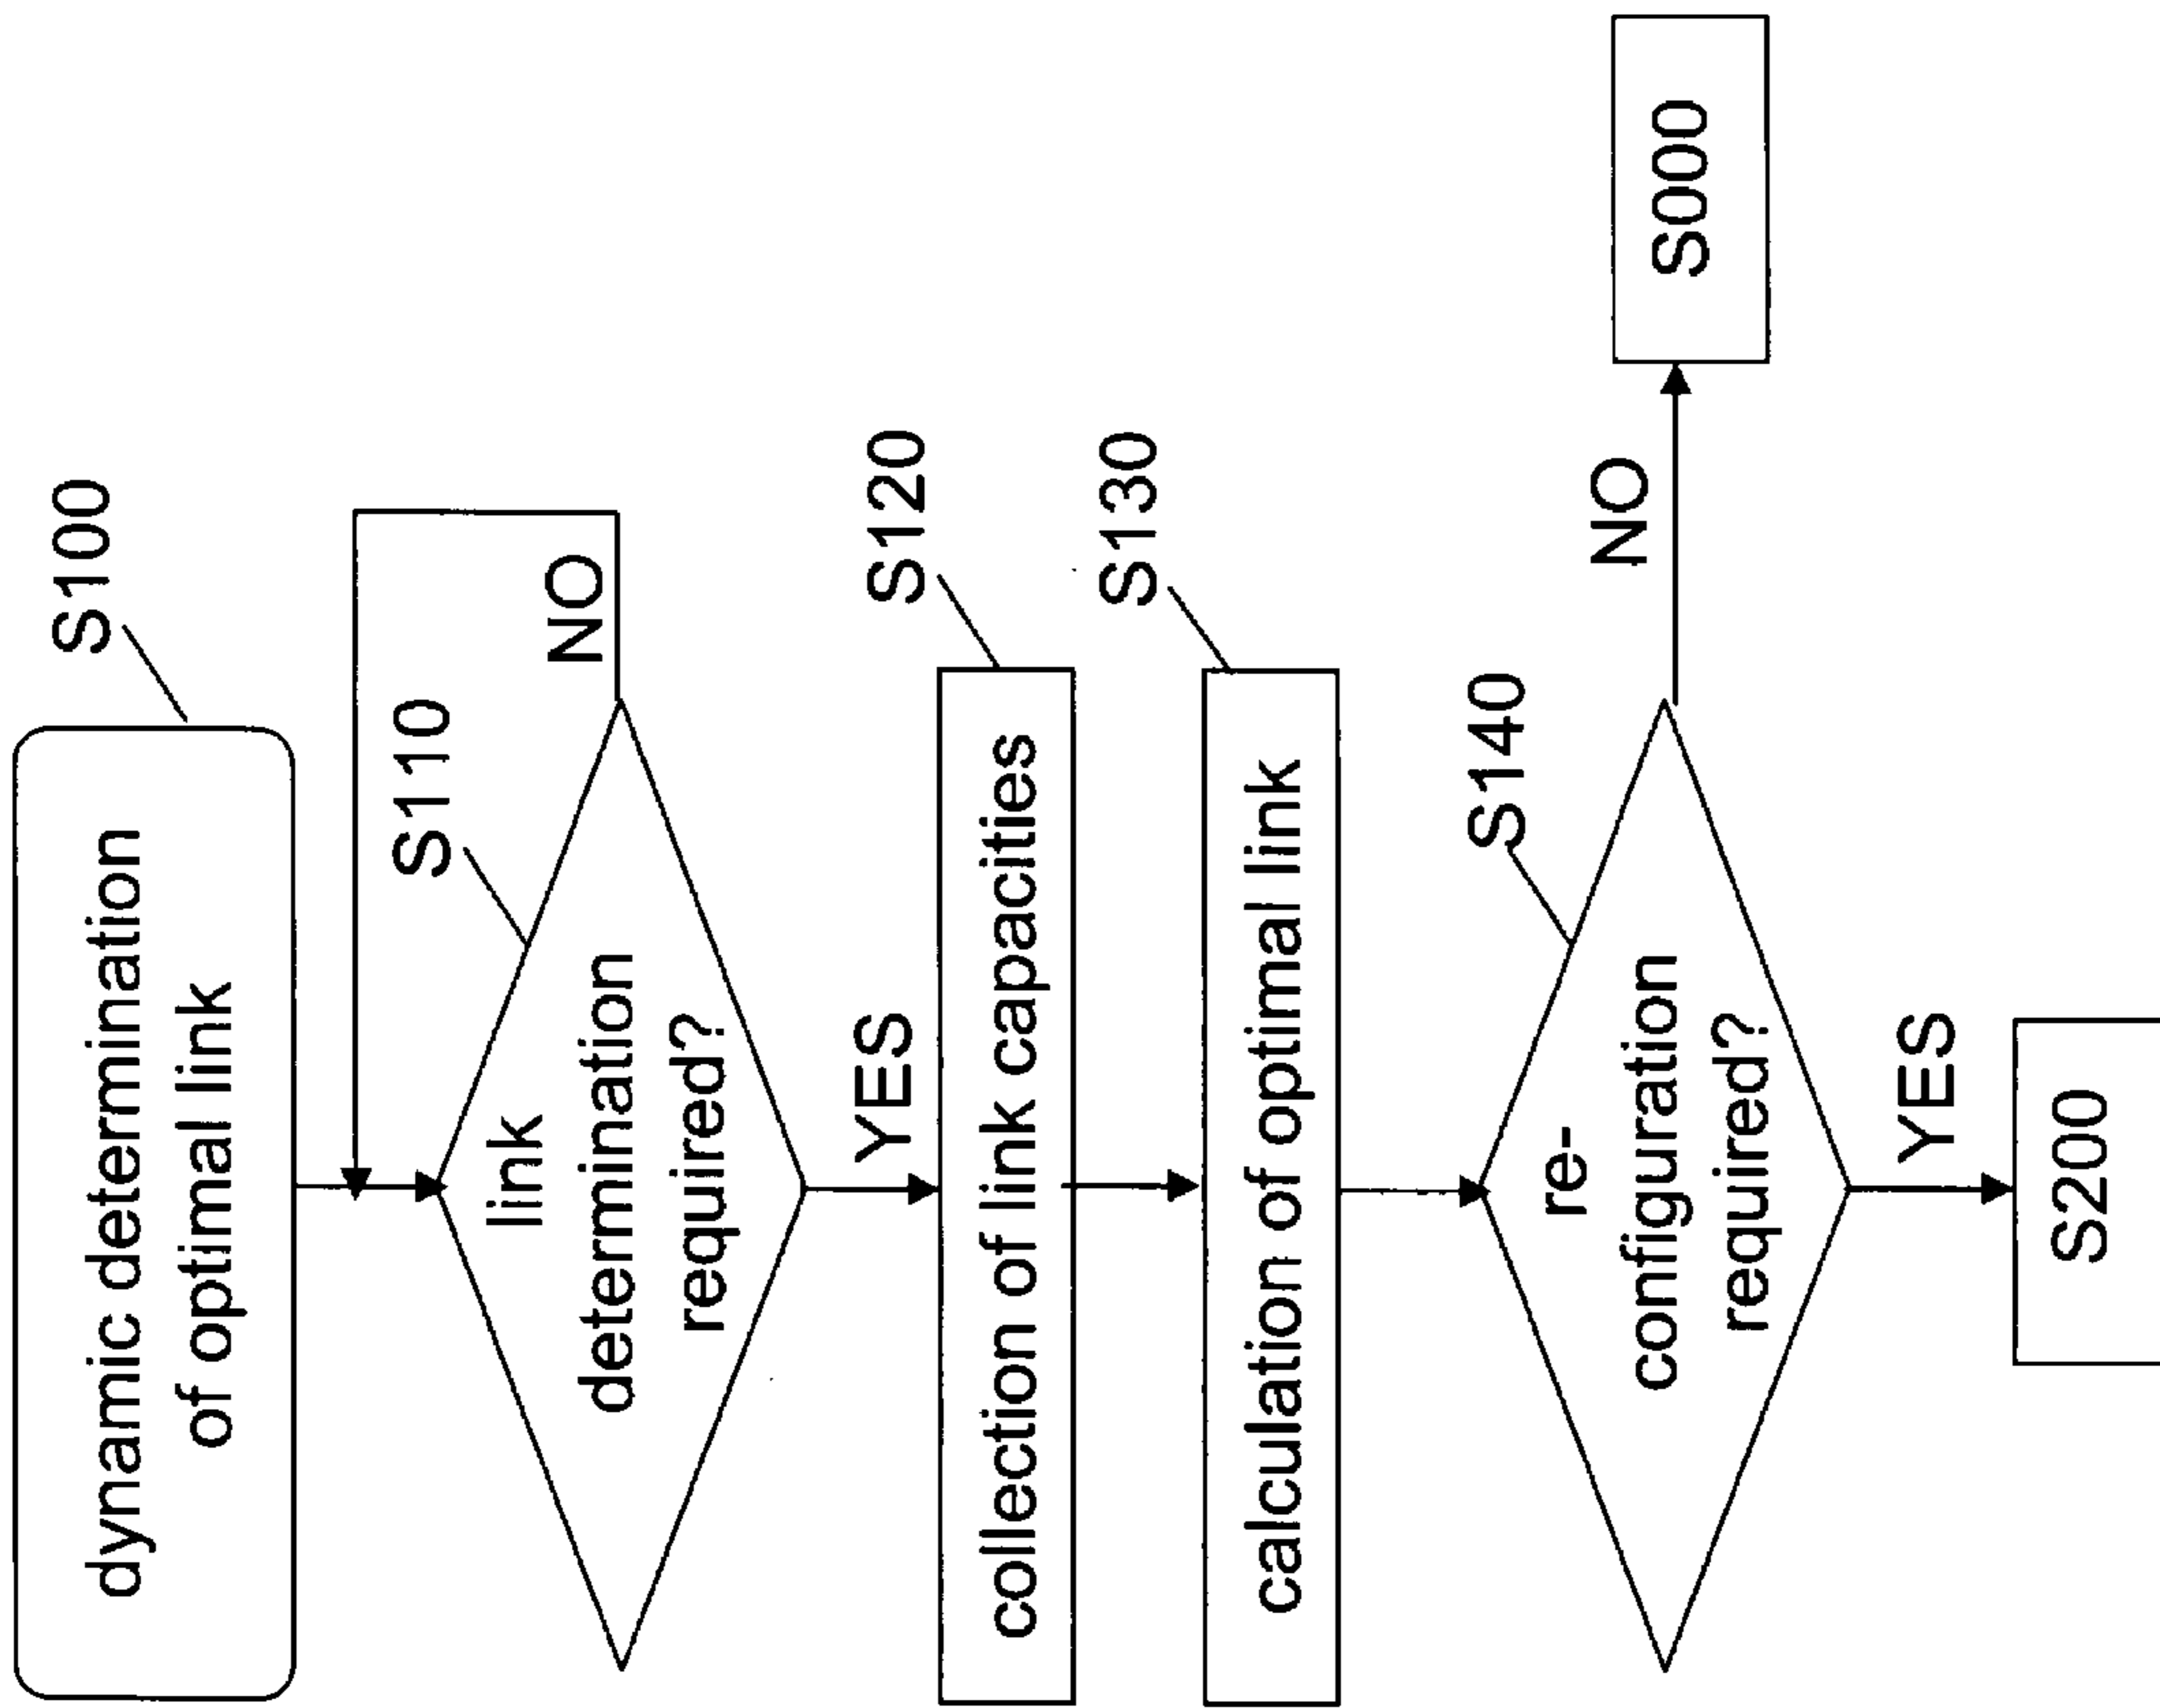 S100
dynamic determination
of optimal link
S110
link
determination
required?
NO
YES
S120
collection of link capacities
S130
calculation of optimal link
S140
re-
configuration
required?
NO
S000
YES
S200